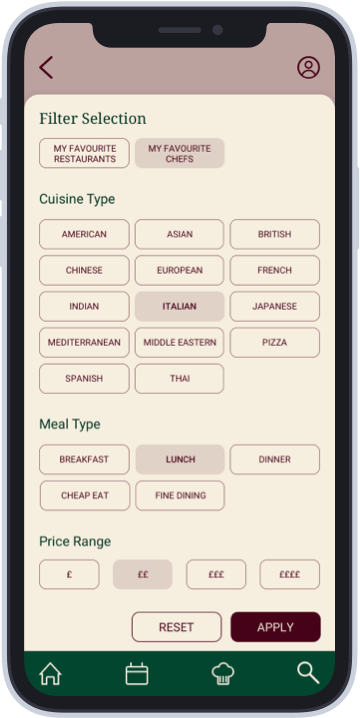 Filter Selection
MY FAVOURITE
RESTAURANTS
MY FAVOURITE
CHEFS
Cuisine Type
AMERICAN
ASIAN
BRITISH
CHINESE
EUROPEAN
FRENCH
INDIAN
ITALIAN
JAPANESE
MEDITERRANEAN
MIDDLE EASTERN
PIZZA
SPANISH
THAI
Meal Type
BREAKFAST
LUNCH
DINNER
CHEAP EAT
FINE DINING
Price Range
£
££
£££
££££
RESET
APPLY